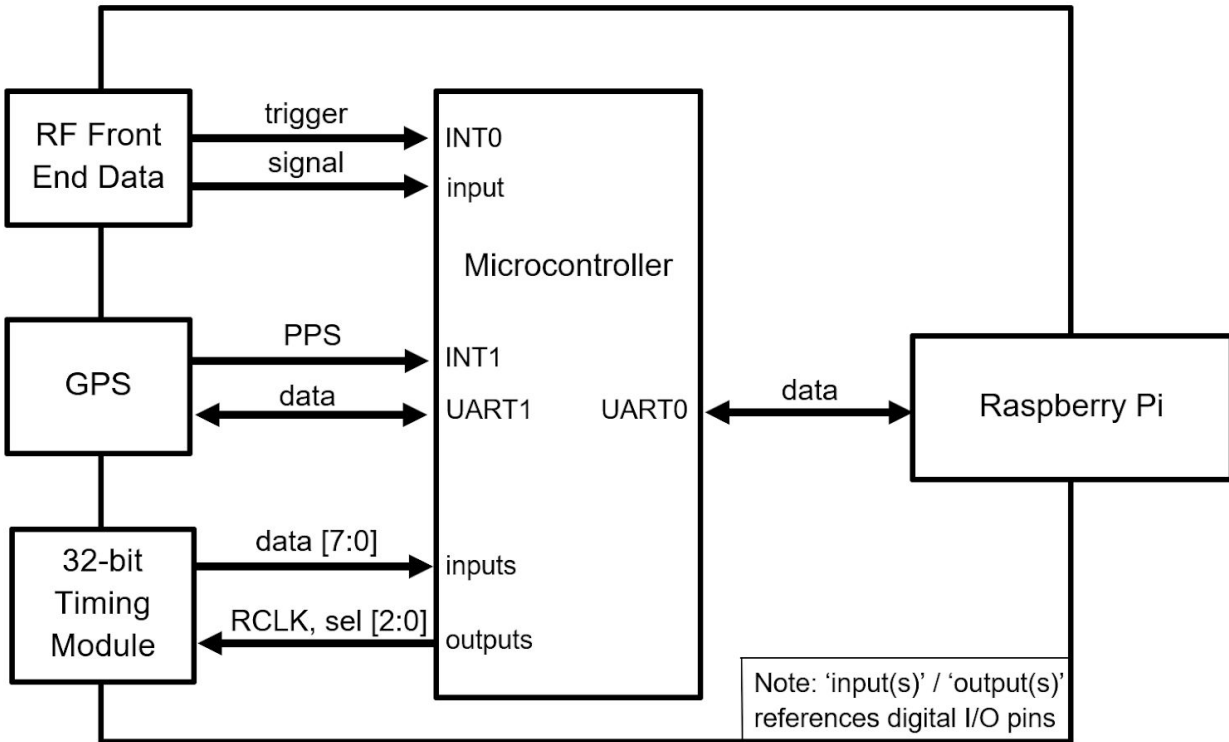 RF Front
End Data
trigger
signal
INT0
input
Microcontroller
GPS
PPS
data
INT1
UART1
UART0
data
Raspberry Pi
32-bit
Timing
Module
data [7:0]
RCLK, sel [2:0]
inputs
outputs
Note: ‘input(s)’ / ‘output(s)’
references digital I/O pins